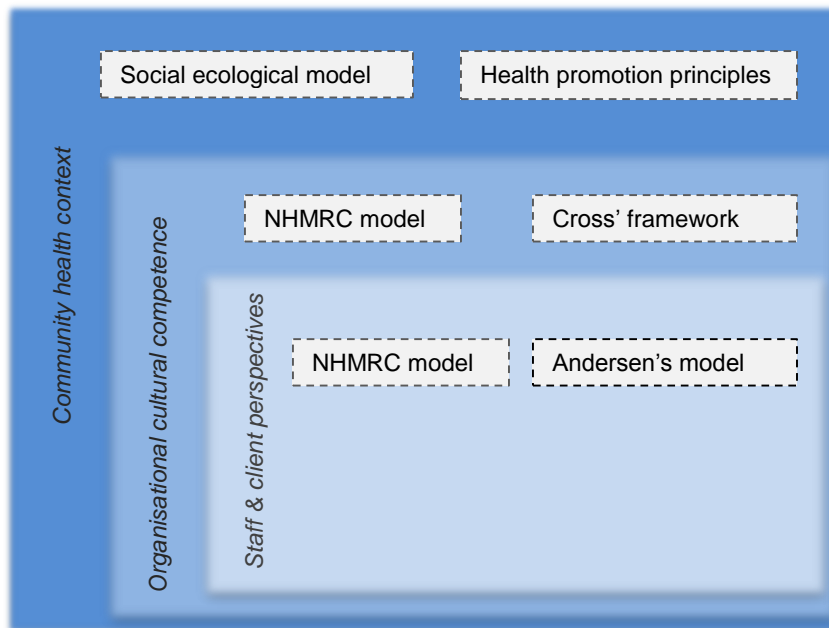 Social ecological model
Health promotion principles
Community health context
NHMRC model
Cross’ framework
Organisational cultural competence
NHMRC model
Andersen’s model
Staff & client perspectives